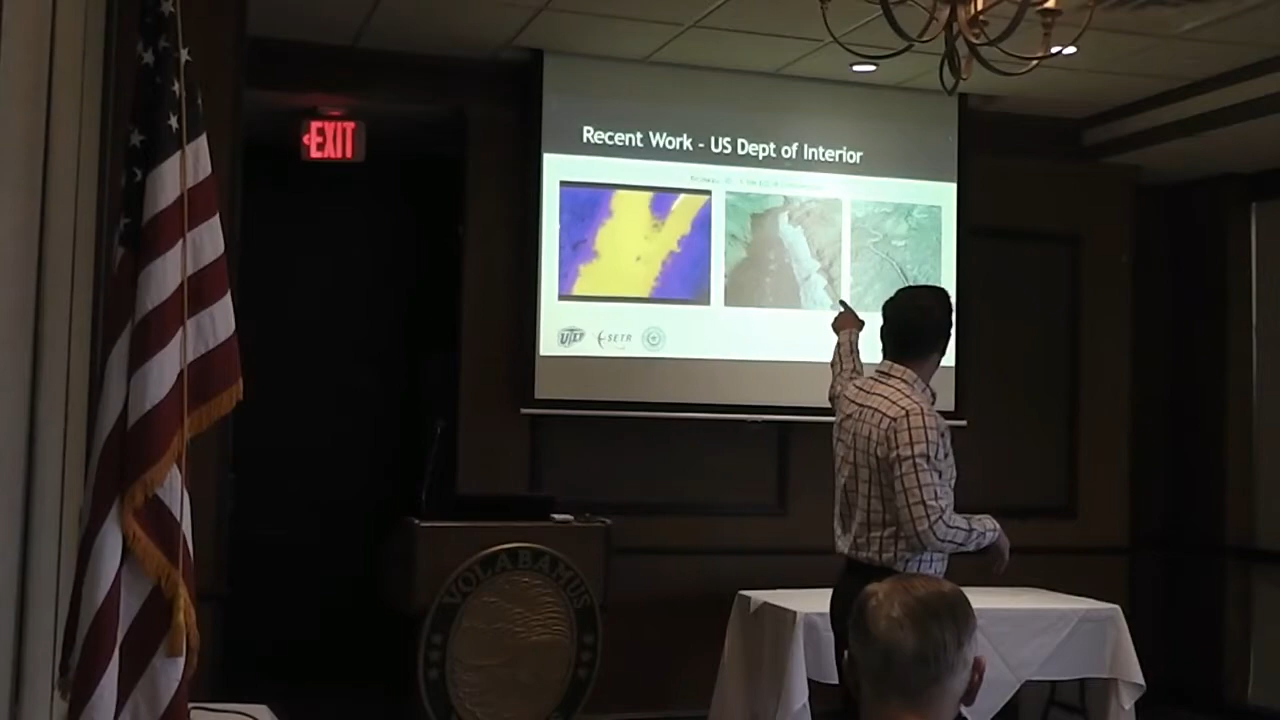 EXIT
Recent Work - US Dept of Interior
UTEP
SETR
VOLABAMUS